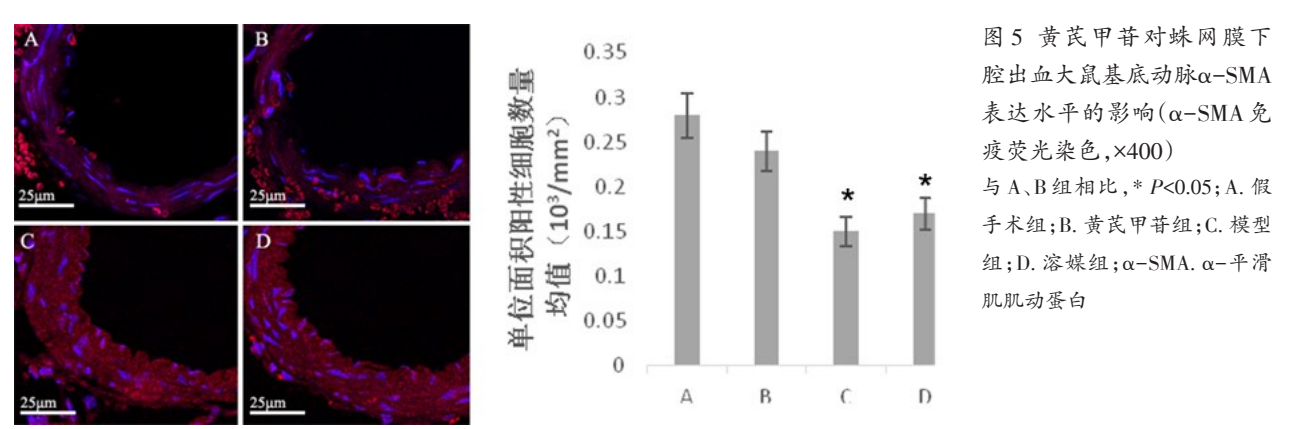 A
B
25μm
25μm
C
D
25μm
25μm
单位面积阳性细胞数量
均值（10³/mm²）
0.35
0.3
0.25
0.2
0.15
0.1
0.05
0
*
*
A
B
C
D
图5 黄芪甲苷对蛛网膜下
腔出血大鼠基底动脉α-SMA
表达水平的影响(α-SMA免
疫荧光染色,×400)
与A、B组相比,* P<0.05;A.假
手术组;B.黄芪甲苷组;C.模型
组;D.溶媒组;α-SMA.α-平滑
肌肌动蛋白